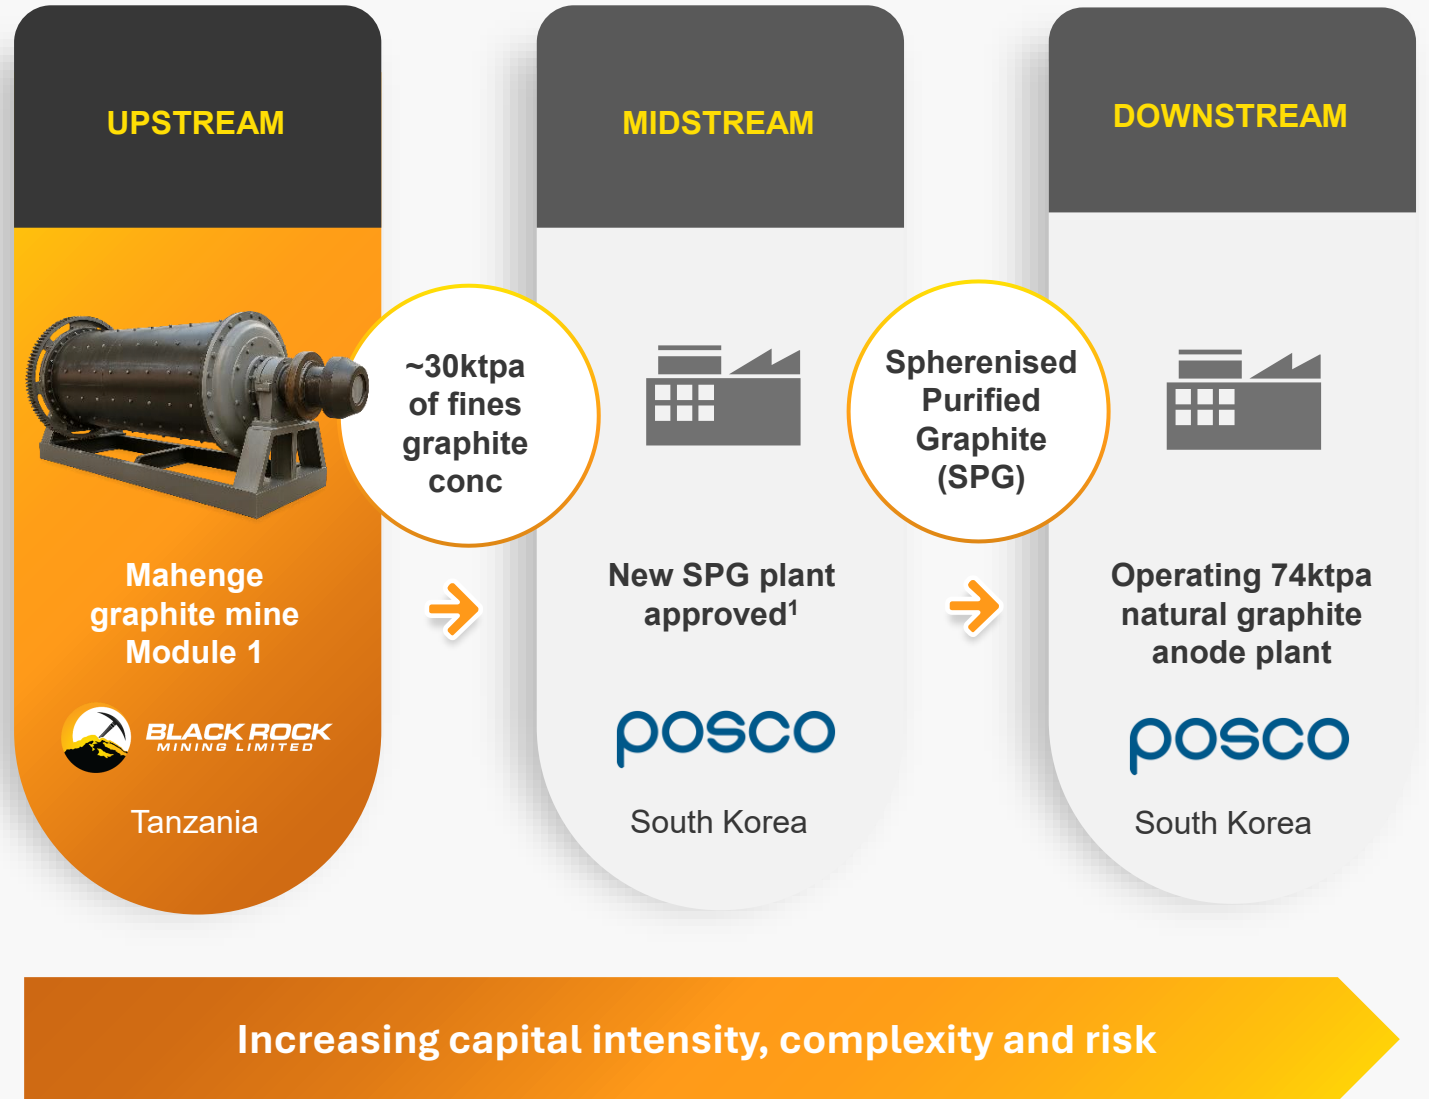 UPSTREAM
MIDSTREAM
DOWNSTREAM
~30ktpa
of fines
graphite
conc
Spherenised
Purified
Graphite
(SPG)
Mahenge
graphite mine
Module 1
New SPG plant
approved¹
Operating 74ktpa
natural graphite
anode plant
BLACK ROCK
MINING LIMITED
posco
posco
Tanzania
South Korea
South Korea
Increasing capital intensity, complexity and risk